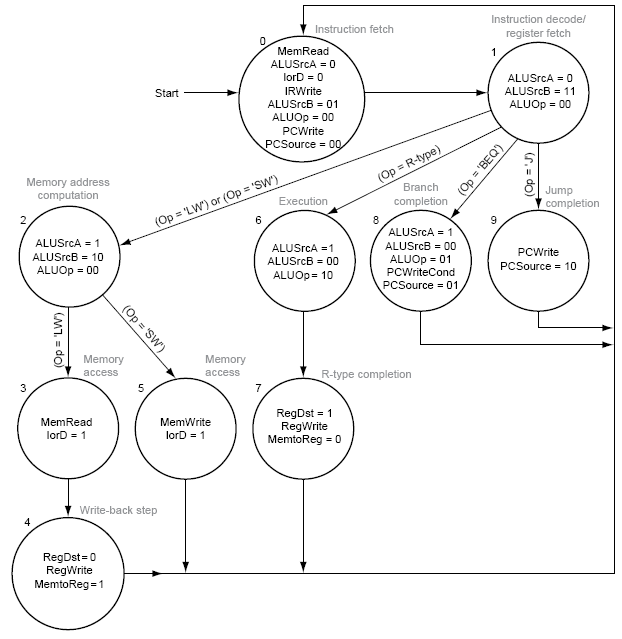 Instruction fetch
0
MemRead
ALUSrcA = 0
IorD = 0
IRWrite
ALUSrcB = 01
ALUOp = 00
PCWrite
PCSource = 00
Start
Instruction decode/
register fetch
1
ALUSrcA = 0
ALUSrcB = 11
ALUOp = 00
(Op = 'LW') or (Op = 'SW')
(Op = R-type)
(Op = 'BEQ')
(Op = 'J')
Memory address
computation
2
ALUSrcA = 1
ALUSrcB = 10
ALUOp = 00
Execution
6
ALUSrcA =1
ALUSrcB = 00
ALUOp= 10
Branch
completion
8
ALUSrcA = 1
ALUSrcB = 00
ALUOp = 01
PCWriteCond
PCSource = 01
Jump
completion
9
PCWrite
PCSource = 10
(Op = 'LW')
(Op = 'SW')
Memory
access
3
MemRead
IorD = 1
Memory
access
5
MemWrite
IorD = 1
R-type completion
7
RegDst = 1
RegWrite
MemtoReg = 0
Write-back step
4
RegDst= 0
RegWrite
MemtoReg=1